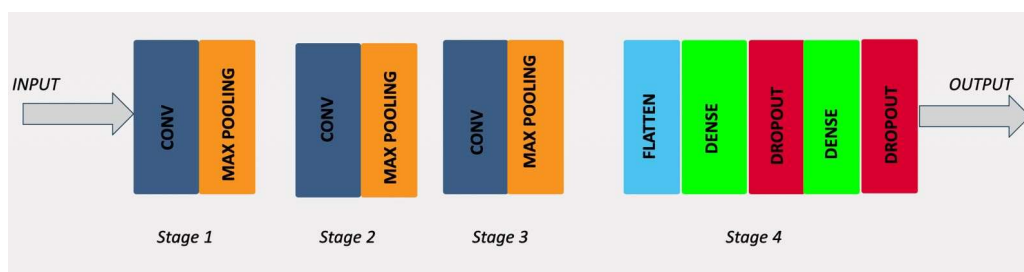 INPUT
CONV
MAX POOLING
CONV
MAX POOLING
CONV
MAX POOLING
FLATTEN
DENSE
DROPOUT
DENSE
DROPOUT
OUTPUT
Stage 1
Stage 2
Stage 3
Stage 4